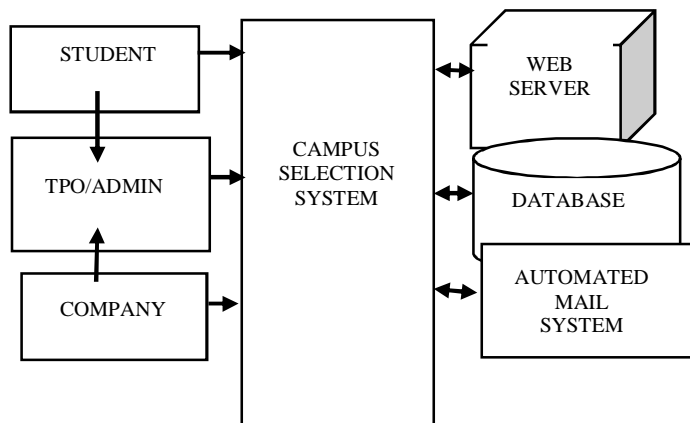 STUDENT
TPO/ADMIN
COMPANY
CAMPUS
SELECTION
SYSTEM
WEB
SERVER
DATABASE
AUTOMATED
MAIL
SYSTEM